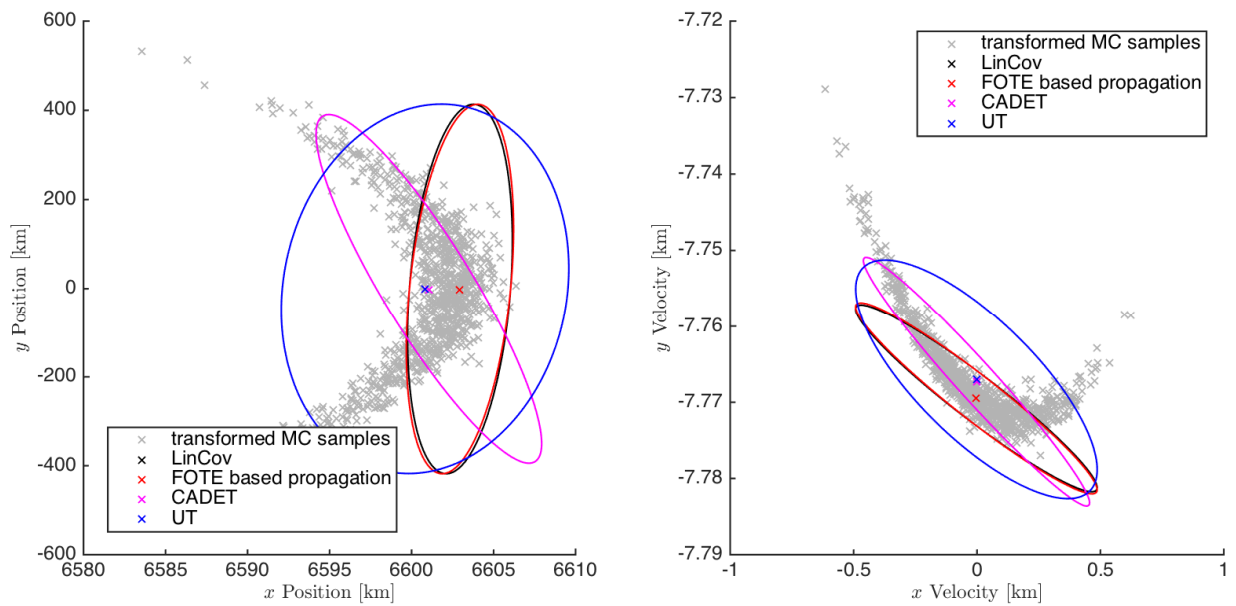 600
400
200
0
-200
-400
-600
y Position [km]
transformed MC samples
LinCov
FOTE based propagation
CADET
UT
6580
6585
6590
6595
6600
6605
6610
x Position [km]
-7.72
-7.73
-7.74
-7.75
-7.76
-7.77
-7.78
-7.79
y Velocity [km]
transformed MC samples
LinCov
FOTE based propagation
CADET
UT
-1
-0.5
0
0.5
1
x Velocity [km]